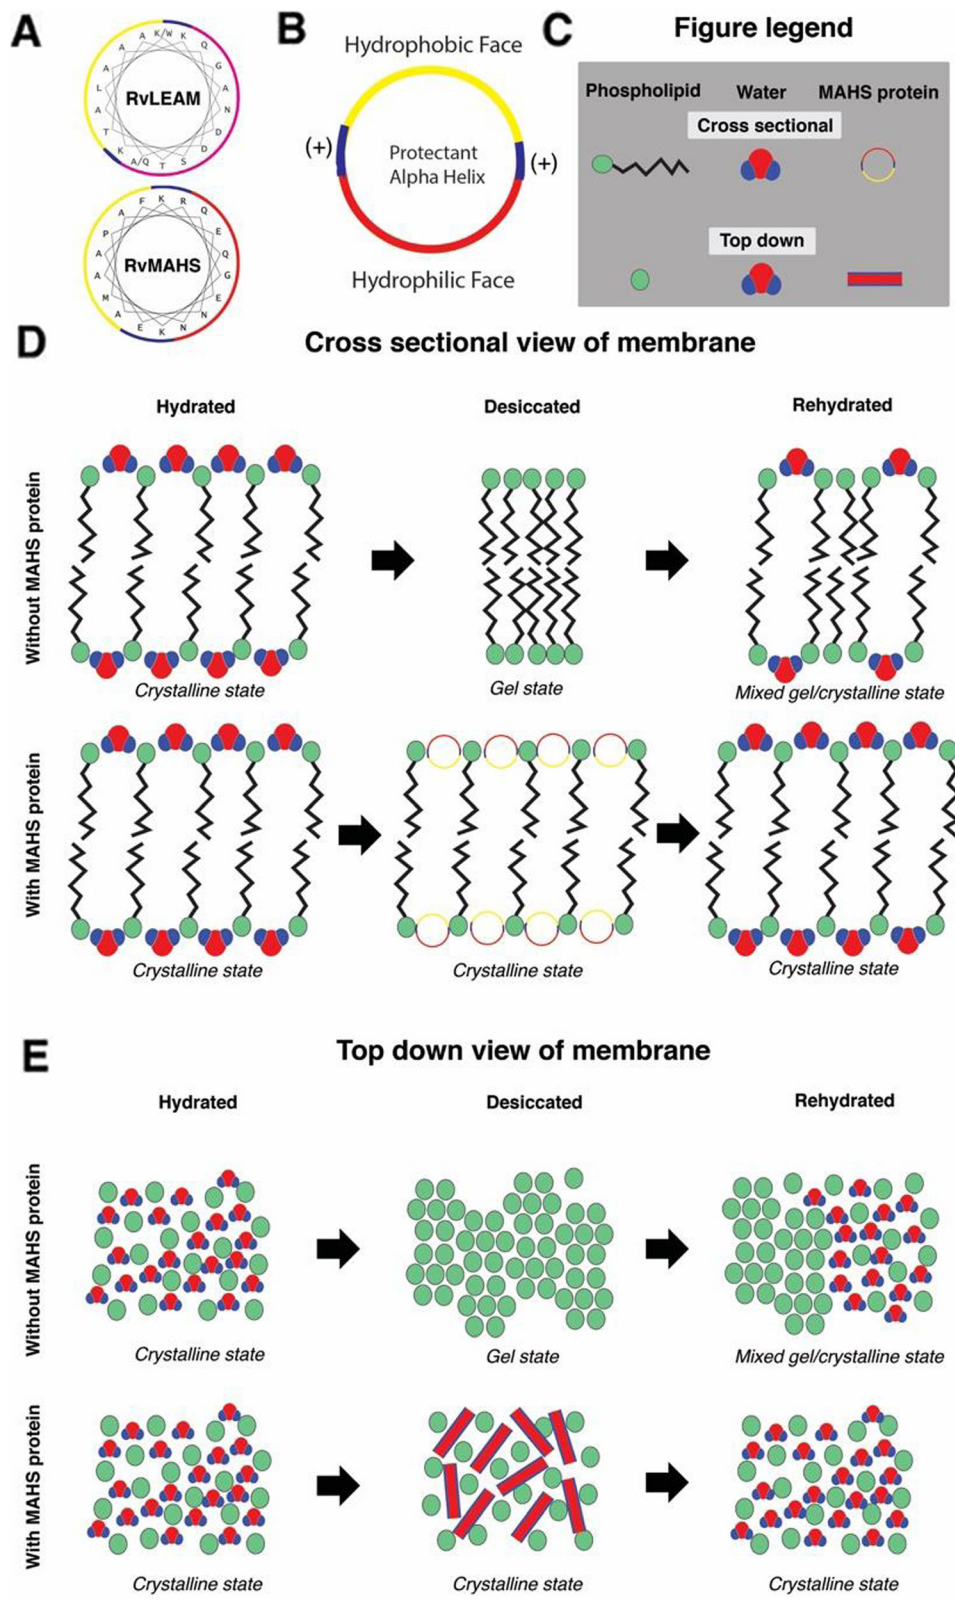 A
K/W K Q G A N D D S T A/Q K T A L A A A
RvLEAM
F K R Q E Q G E N N K E A M A A P A
RvMAHS
B
Hydrophobic Face
(+)
Protectant
Alpha Helix
(+)
Hydrophilic Face
C
Figure legend
Phospholipid Water MAHS protein
Cross sectional
Top down
D
Cross sectional view of membrane
Hydrated Desiccated Rehydrated
Without MAHS protein
Crystalline state Gel state Mixed gel/crystalline state
With MAHS protein
Crystalline state Crystalline state Crystalline state
E
Top down view of membrane
Hydrated Desiccated Rehydrated
Without MAHS protein
Crystalline state Gel state Mixed gel/crystalline state
With MAHS protein
Crystalline state Crystalline state Crystalline state